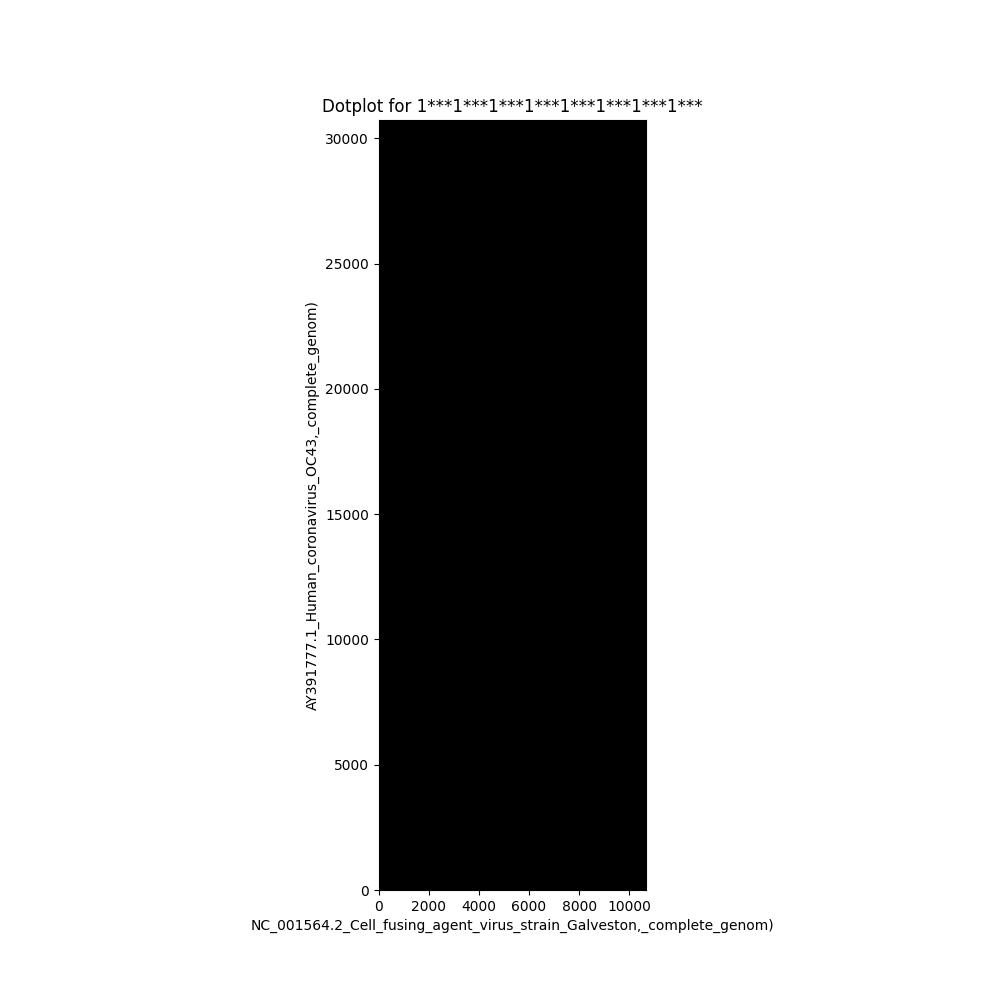 Dotplot for 1***1***1***1***1***1***1***1***
30000
25000
20000
15000
10000
5000
0
AY391777.1_Human_coronavirus_OC43,_complete_genom)
0 2000 4000 6000 8000 10000
NC_001564.2_Cell_fusing_agent_virus_strain_Galveston,_complete_genom)